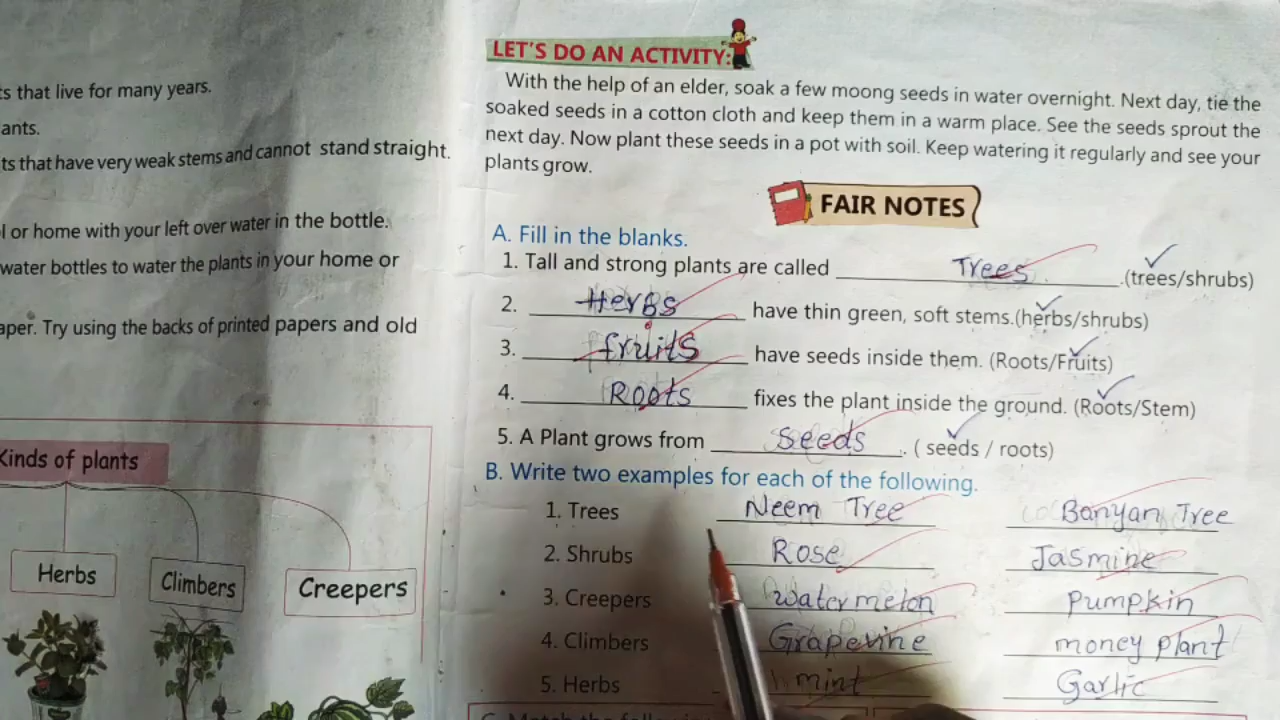 ts that live for many years.
ants.
ts that have very weak stems and cannot stand straight.
l or home with your left over water in the bottle.
water bottles to water the plants in your home or
aper. Try using the backs of printed papers and old
Kinds of plants
Herbs
Climbers
Creepers
LET'S DO AN ACTIVITY:
With the help of an elder, soak a few moong seeds in water overnight. Next day, tie the
soaked seeds in a cotton cloth and keep them in a warm place. See the seeds sprout the
next day. Now plant these seeds in a pot with soil. Keep watering it regularly and see your
plants grow.
FAIR NOTES
A. Fill in the blanks.
1. Tall and strong plants are called Trees .(trees/shrubs)
2. Herbs have thin green, soft stems.(herbs/shrubs)
3. fruits have seeds inside them. (Roots/Fruits)
4. Roots fixes the plant inside the ground. (Roots/Stem)
5. A Plant grows from seeds . ( seeds / roots)
B. Write two examples for each of the following.
1. Trees Neem Tree Banyan Tree
2. Shrubs Rose Jasmine
3. Creepers watermelon Pumpkin
4. Climbers Grapevine money plant
5. Herbs mint Garlic